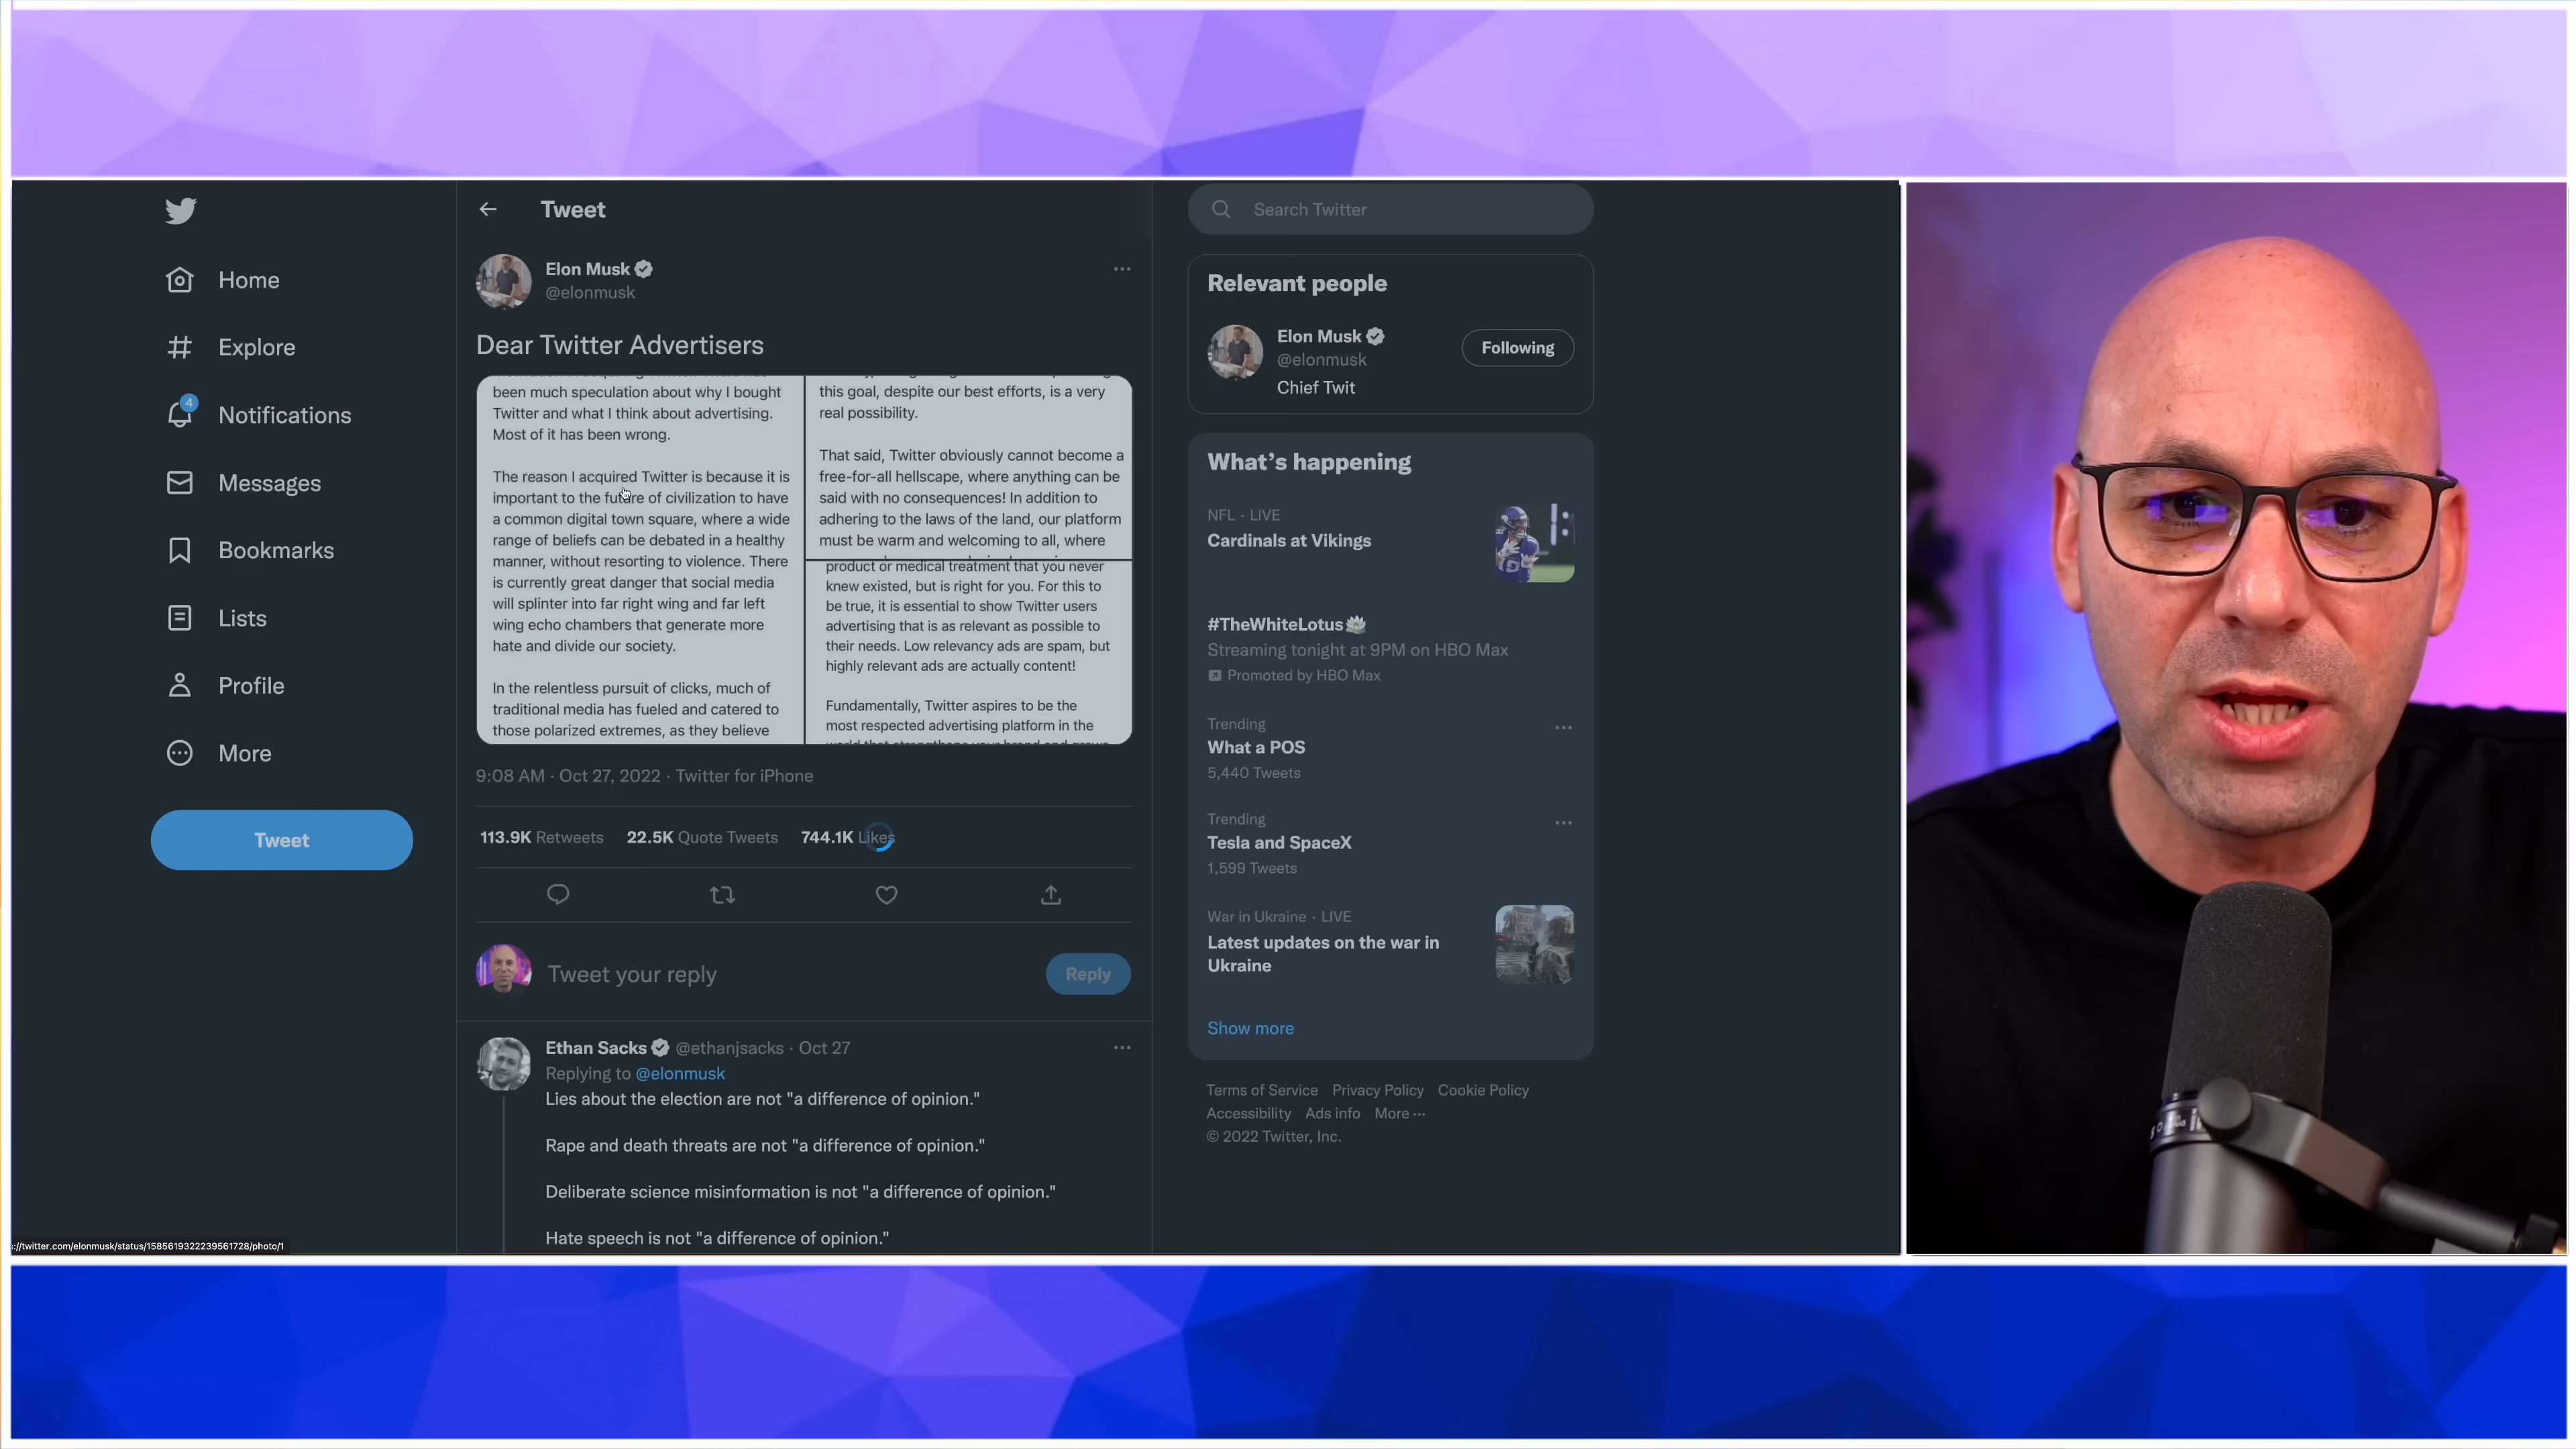 Home
Explore
4
Notifications
Messages
Bookmarks
Lists
Profile
More
Tweet
Tweet
Elon Musk
@elonmusk
Dear Twitter Advertisers
been much speculation about why I bought
Twitter and what I think about advertising.
Most of it has been wrong.
The reason I acquired Twitter is because it is
important to the future of civilization to have
a common digital town square, where a wide
range of beliefs can be debated in a healthy
manner, without resorting to violence. There
is currently great danger that social media
will splinter into far right wing and far left
wing echo chambers that generate more
hate and divide our society.
In the relentless pursuit of clicks, much of
traditional media has fueled and catered to
those polarized extremes, as they believe
this goal, despite our best efforts, is a very
real possibility.
That said, Twitter obviously cannot become a
free-for-all hellscape, where anything can be
said with no consequences! In addition to
adhering to the laws of the land, our platform
must be warm and welcoming to all, where
product or medical treatment that you never
knew existed, but is right for you. For this to
be true, it is essential to show Twitter users
advertising that is as relevant as possible to
their needs. Low relevancy ads are spam, but
highly relevant ads are actually content!
Fundamentally, Twitter aspires to be the
most respected advertising platform in the
9:08 AM · Oct 27, 2022 · Twitter for iPhone
113.9K Retweets 22.5K Quote Tweets 744.1K Likes
Tweet your reply
Reply
Ethan Sacks @ethanjsacks · Oct 27
Replying to @elonmusk
Lies about the election are not "a difference of opinion."
Rape and death threats are not "a difference of opinion."
Deliberate science misinformation is not "a difference of opinion."
Hate speech is not "a difference of opinion."
://twitter.com/elonmusk/status/1585619322239561728/photo/1
Search Twitter
Relevant people
Elon Musk
@elonmusk
Following
Chief Twit
What's happening
NFL · LIVE
Cardinals at Vikings
#TheWhiteLotus
Streaming tonight at 9PM on HBO Max
Promoted by HBO Max
Trending
What a POS
5,440 Tweets
Trending
Tesla and SpaceX
1,599 Tweets
War in Ukraine · LIVE
Latest updates on the war in
Ukraine
Show more
Terms of Service Privacy Policy Cookie Policy
Accessibility Ads info More ···
© 2022 Twitter, Inc.